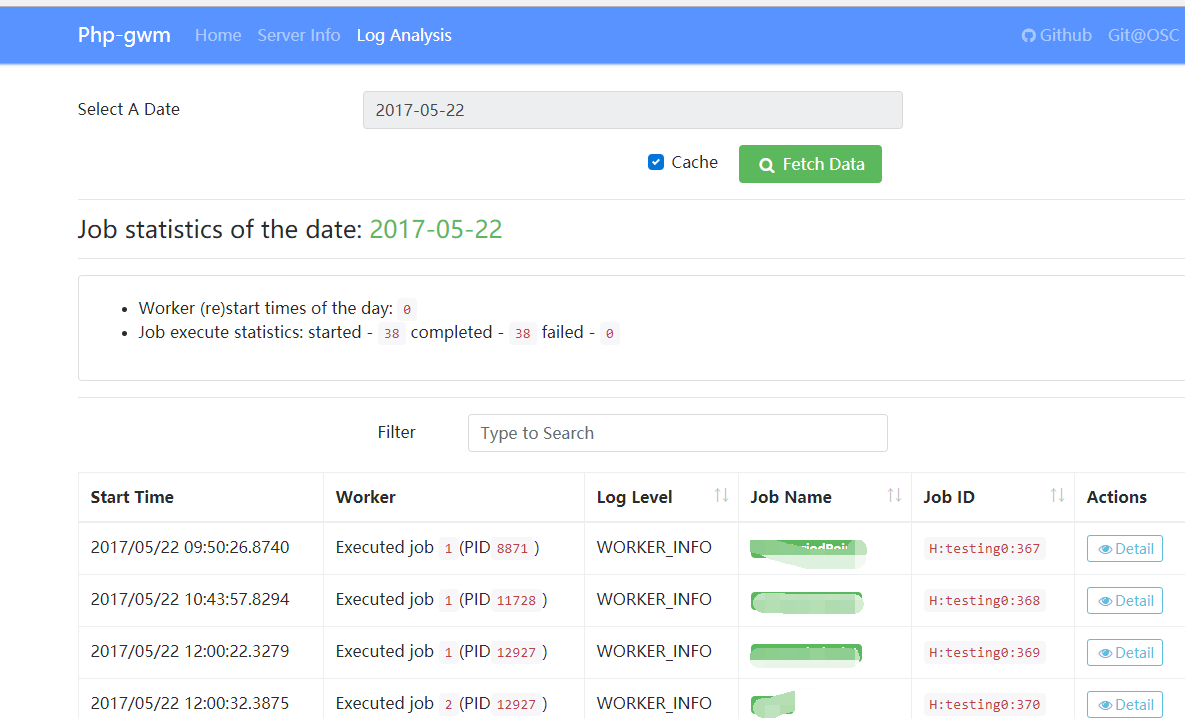 Php-gwm Home Server Info Log Analysis Github Git@OSC
Select A Date 2017-05-22
Cache Fetch Data
Job statistics of the date: 2017-05-22
Worker (re)start times of the day: 0
Job execute statistics: started - 38 completed - 38 failed - 0
Filter Type to Search
Start Time Worker Log Level Job Name Job ID Actions
2017/05/22 09:50:26.8740 Executed job 1 (PID 8871 ) WORKER_INFO H:testing0:367 Detail
2017/05/22 10:43:57.8294 Executed job 1 (PID 11728 ) WORKER_INFO H:testing0:368 Detail
2017/05/22 12:00:22.3279 Executed job 1 (PID 12927 ) WORKER_INFO H:testing0:369 Detail
2017/05/22 12:00:32.3875 Executed job 2 (PID 12927 ) WORKER_INFO H:testing0:370 Detail